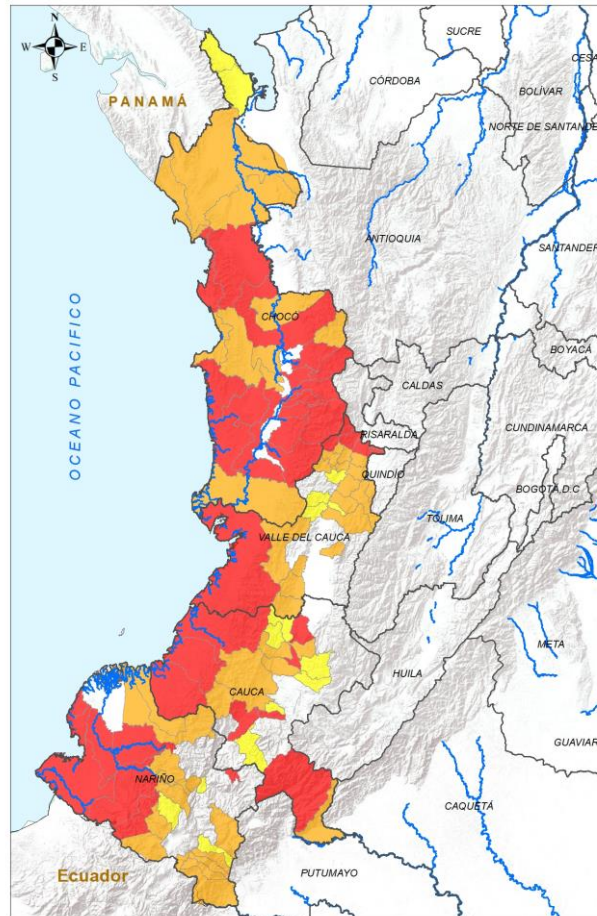 N
W E
S
SUCRE
CESA
CÓRDOBA
BOLÍVAR
PANAMÁ
NORTE DE SANTANDE
ANTIOQUIA
SANTANDER
CHOCÓ
BOYACÁ
CALDAS
OCEANO PACIFICO
CUNDINAMARCA
RISARALDA
QUINDÍO
BOGOTÁ D.C
TOLIMA
VALLE DEL CAUCA
META
HUILA
CAUCA
GUAVIAR
NARIÑO
CAQUETÁ
Ecuador
PUTUMAYO